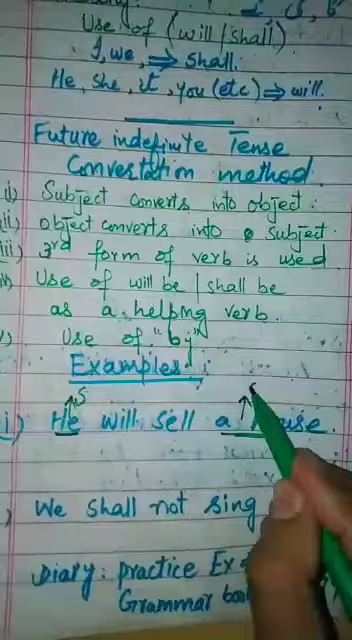 Use of (will / shall)
I, we, ⇒ shall.
He, she, it, you (etc) ⇒ will.
Future indefinite Tense
Converstation method.
(i) Subject converts into object.
(ii) object converts into Subject.
(iii) 3rd form of verb is used.
(iv) Use of will be / shall be
as a helping verb.
Use of "by"
Examples:
S
i) He will sell a
We shall not sing
Diary: practice Ex
Grammar boo